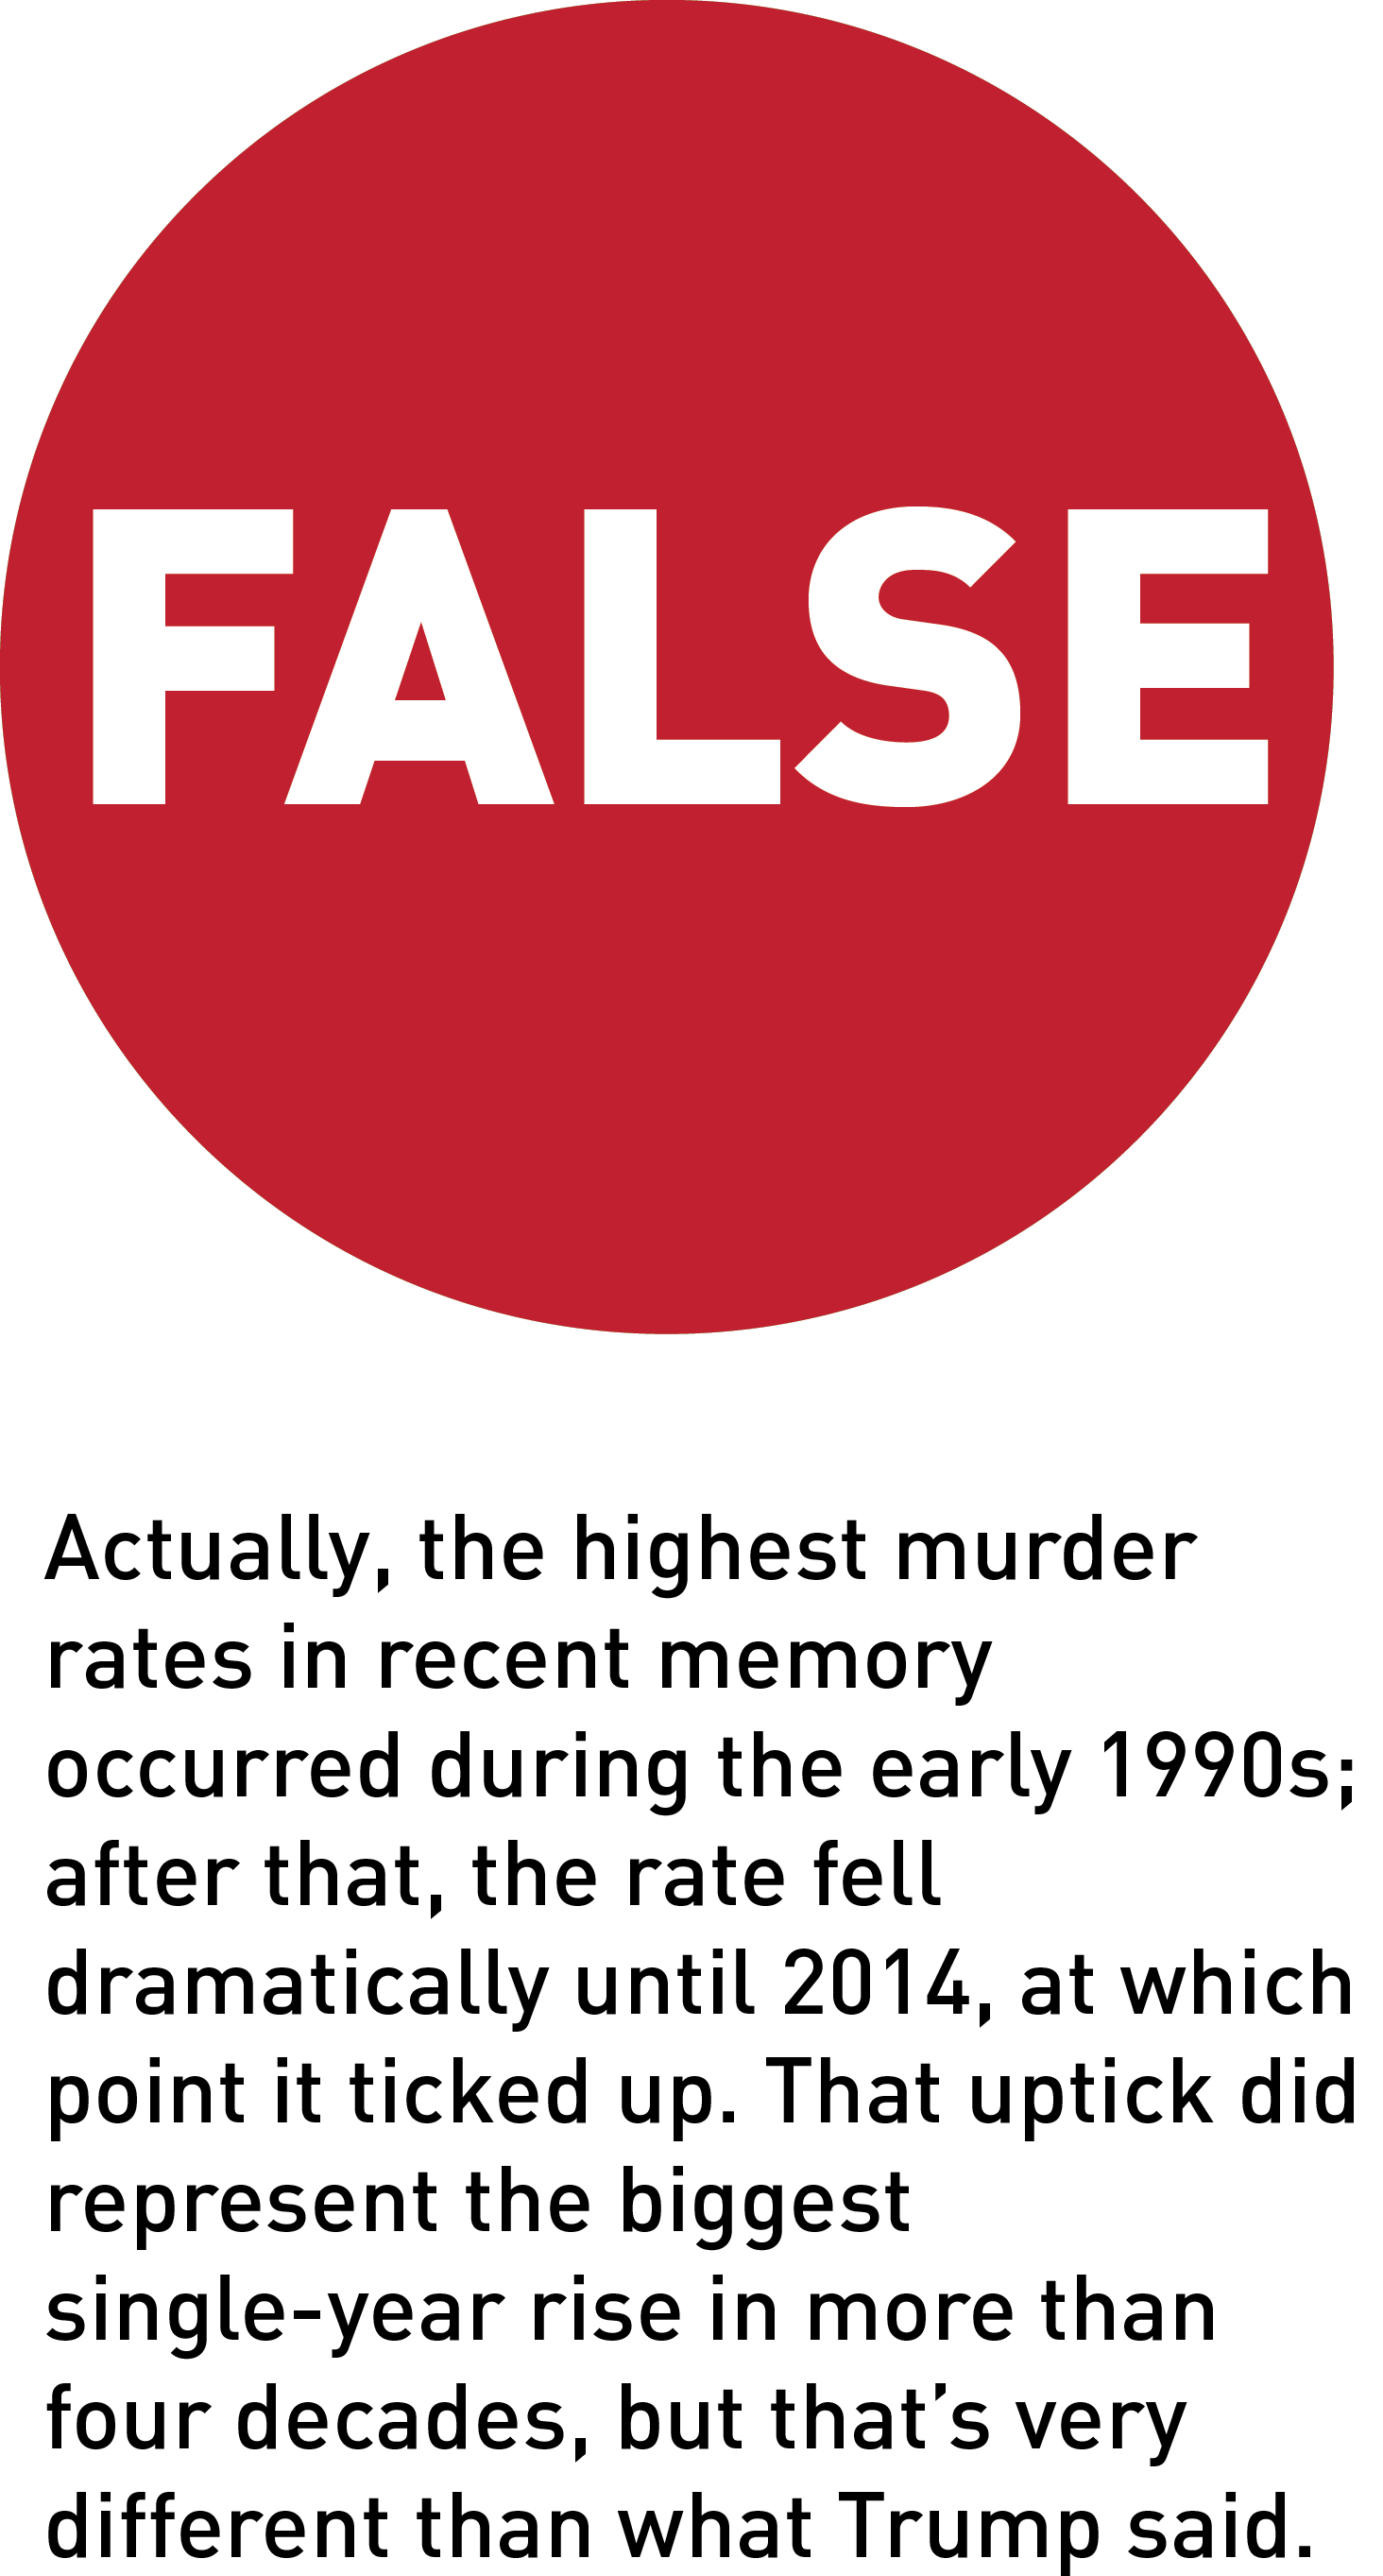 FALSE
Actually, the highest murder
rates in recent memory
occurred during the early 1990s;
after that, the rate fell
dramatically until 2014, at which
point it ticked up. That uptick did
represent the biggest
single-year rise in more than
four decades, but that’s very
different than what Trump said.